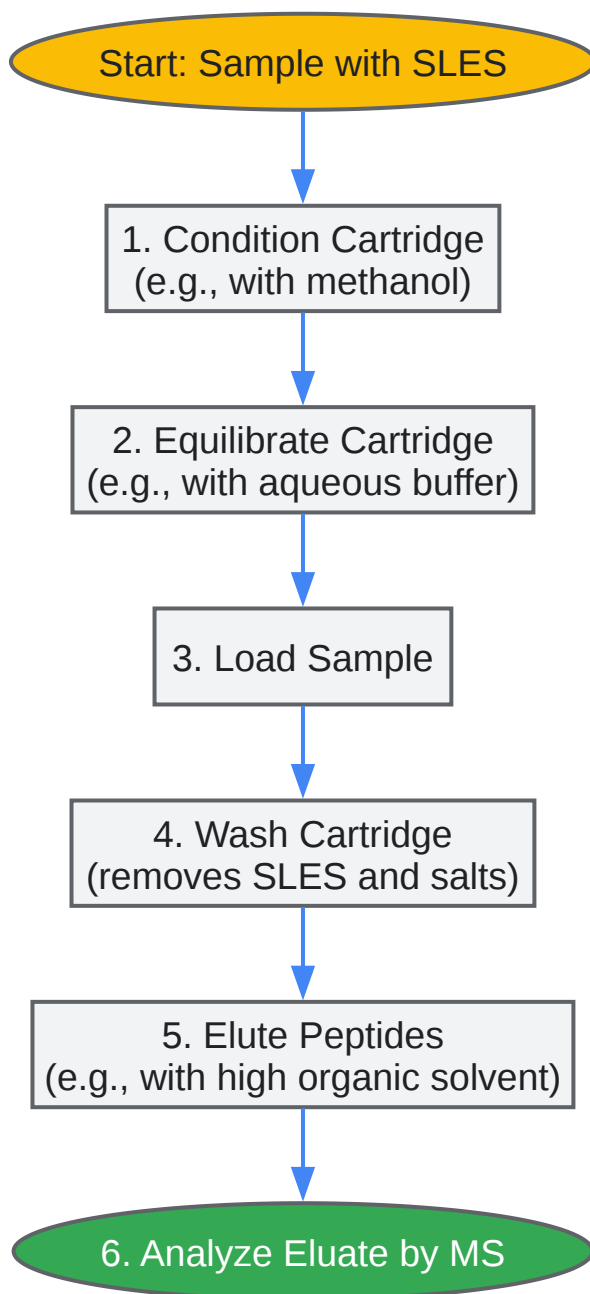 Start: Sample with SLES
1. Condition Cartridge
(e.g., with methanol)
2. Equilibrate Cartridge
(e.g., with aqueous buffer)
3. Load Sample
4. Wash Cartridge
(removes SLES and salts)
5. Elute Peptides
(e.g., with high organic solvent)
6. Analyze Eluate by MS